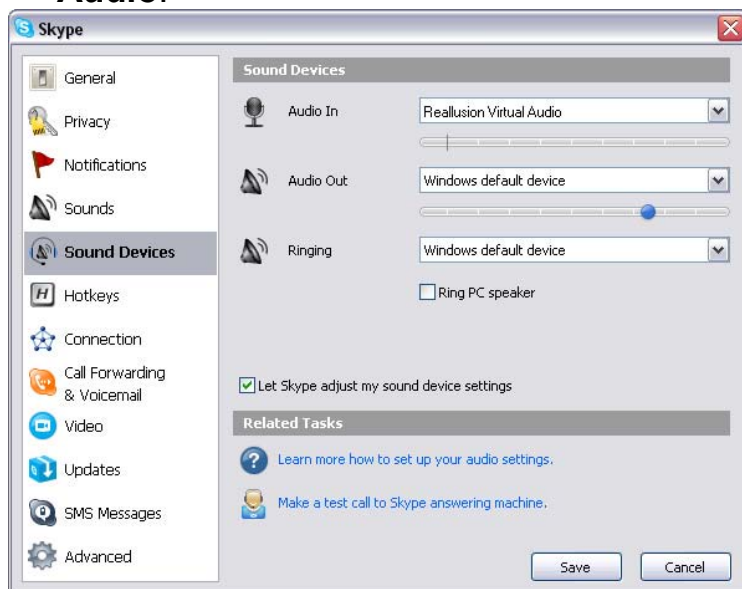 Audio.
Skype
General
Privacy
Notifications
Sounds
Sound Devices
Hotkeys
Connection
Call Forwarding
& Voicemail
Video
Updates
SMS Messages
Advanced
Sound Devices
Audio In
Reallusion Virtual Audio
Audio Out
Windows default device
Ringing
Windows default device
Ring PC speaker
Let Skype adjust my sound device settings
Related Tasks
Learn more how to set up your audio settings.
Make a test call to Skype answering machine.
Save
Cancel